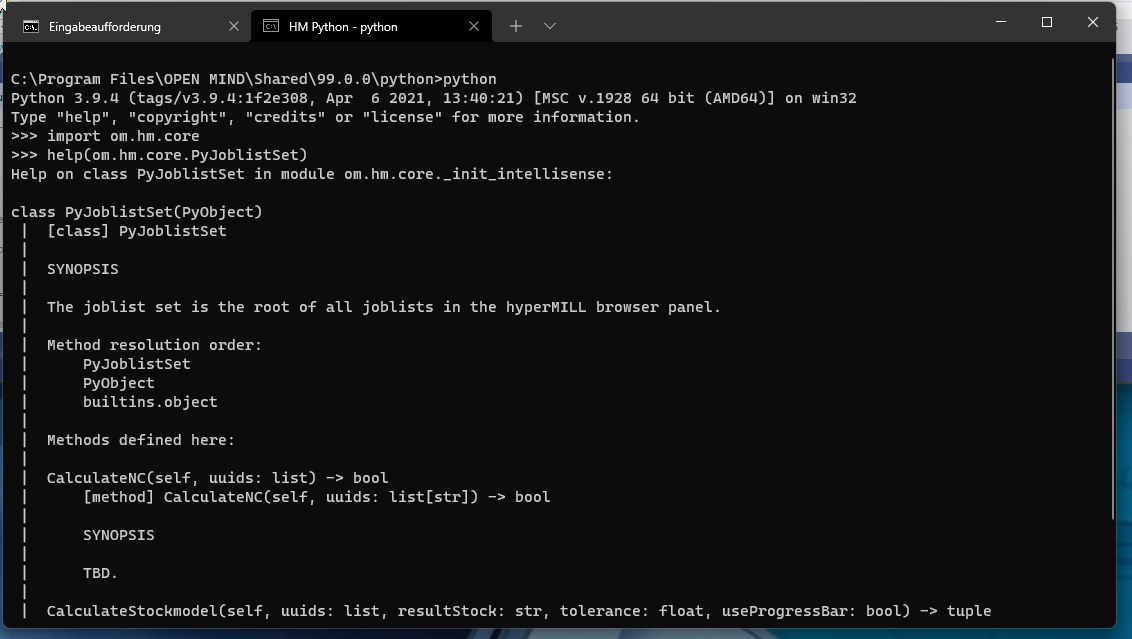 Eingabeaufforderung
HM Python - python
C:\Program Files\OPEN MIND\Shared\99.0.0\python>python
Python 3.9.4 (tags/v3.9.4:1f2e308, Apr  6 2021, 13:40:21) [MSC v.1928 64 bit (AMD64)] on win32
Type "help", "copyright", "credits" or "license" for more information.
>>> import om.hm.core
>>> help(om.hm.core.PyJoblistSet)
Help on class PyJoblistSet in module om.hm.core._init_intellisense:

class PyJoblistSet(PyObject)
 |  [class] PyJoblistSet
 |
 |  SYNOPSIS
 |
 |  The joblist set is the root of all joblists in the hyperMILL browser panel.
 |
 |  Method resolution order:
 |      PyJoblistSet
 |      PyObject
 |      builtins.object
 |
 |  Methods defined here:
 |
 |  CalculateNC(self, uuids: list) -> bool
 |      [method] CalculateNC(self, uuids: list[str]) -> bool
 |
 |      SYNOPSIS
 |
 |      TBD.
 |
 |  CalculateStockmodel(self, uuids: list, resultStock: str, tolerance: float, useProgressBar: bool) -> tuple